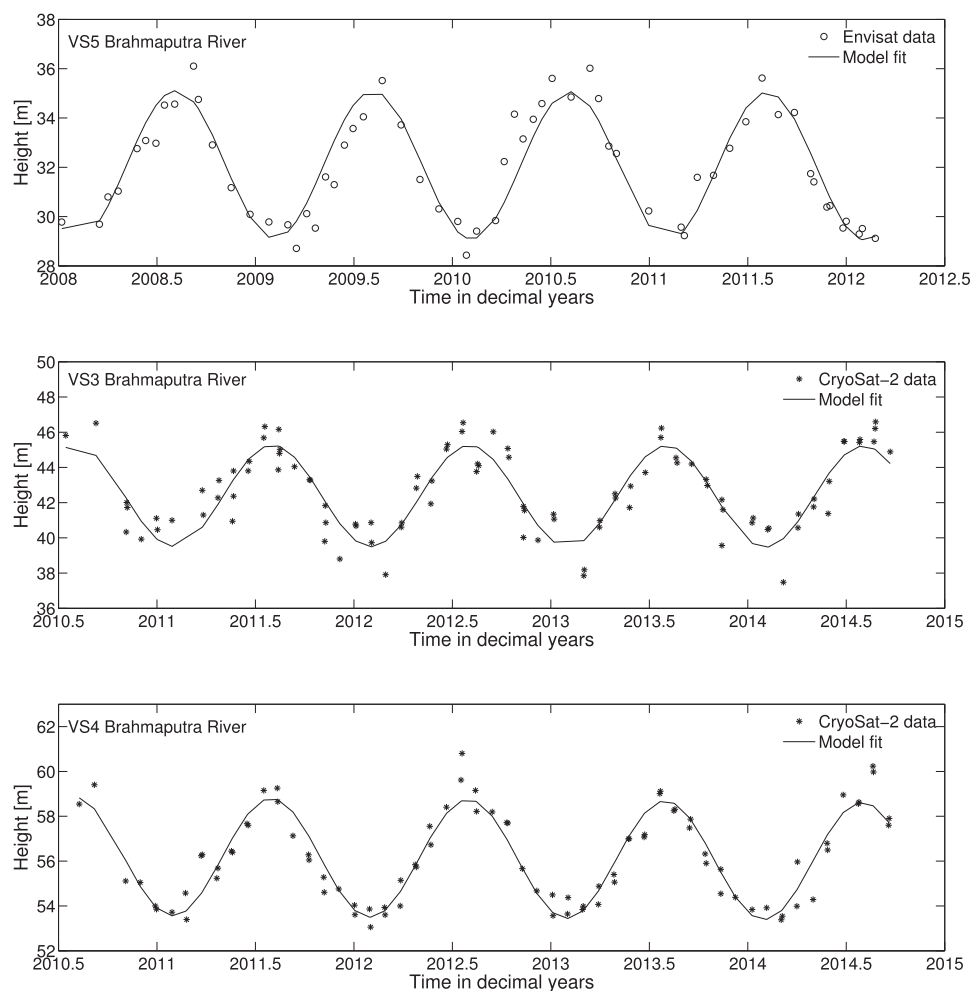 38
VS5 Brahmaputra River
Envisat data
Model fit
36
34
32
30
28
Height [m]
2008 2008.5 2009 2009.5 2010 2010.5 2011 2011.5 2012 2012.5
Time in decimal years
50
VS3 Brahmaputra River
CryoSat-2 data
Model fit
48
46
44
42
40
38
36
Height [m]
2010.5 2011 2011.5 2012 2012.5 2013 2013.5 2014 2014.5 2015
Time in decimal years
62
VS4 Brahmaputra River
CryoSat-2 data
Model fit
60
58
56
54
52
Height [m]
2010.5 2011 2011.5 2012 2012.5 2013 2013.5 2014 2014.5 2015
Time in decimal years